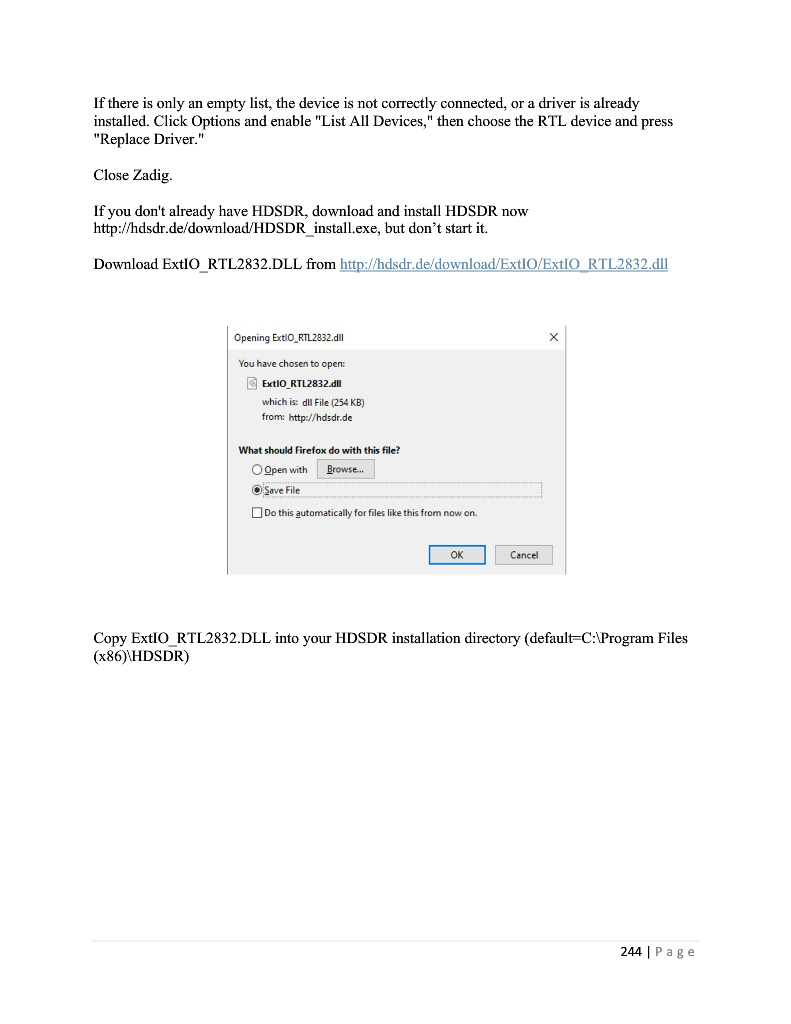 If there is only an empty list, the device is not correctly connected, or a driver is already
installed. Click Options and enable "List All Devices," then choose the RTL device and press
"Replace Driver."
Close Zadig.
If you don't already have HDSDR, download and install HDSDR now
http://hdsdr.de/download/HDSDR_install.exe, but don’t start it.
Download ExtIO_RTL2832.DLL from http://hdsdr.de/download/ExtIO/ExtIO_RTL2832.dll
Opening ExtIO_RTL2832.dll
You have chosen to open:
ExtIO_RTL2832.dll
which is: dll File (254 KB)
from: http://hdsdr.de
What should Firefox do with this file?
Open with Browse...
Save File
Do this automatically for files like this from now on.
OK Cancel
Copy ExtIO_RTL2832.DLL into your HDSDR installation directory (default=C:\Program Files
(x86)\HDSDR)
244 | Page